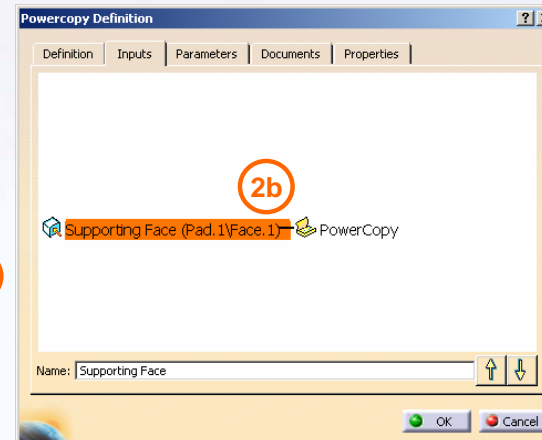 Powercopy Definition
Definition Inputs Parameters Documents Properties
2b
Supporting Face (Pad.1\Face.1) PowerCopy
Name: Supporting Face
OK Cancel